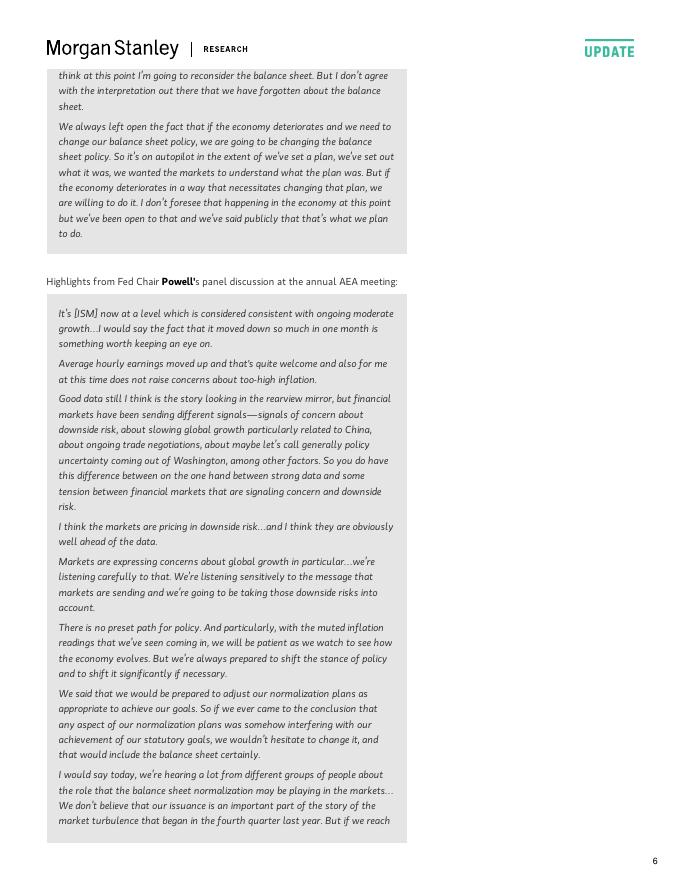 Morgan Stanley | RESEARCH
UPDATE
think at this point I'm going to reconsider the balance sheet. But I don't agree
with the interpretation out there that we have forgotten about the balance
sheet.
We always left open the fact that if the economy deteriorates and we need to
change our balance sheet policy, we are going to be changing the balance
sheet policy. So it's on autopilot in the extent of we've set a plan, we've set out
what it was, we wanted the markets to understand what the plan was. But if
the economy deteriorates in a way that necessitates changing that plan, we
are willing to do it. I don't foresee that happening in the economy at this point
but we've been open to that and we've said publicly that that's what we plan
to do.
Highlights from Fed Chair Powell's panel discussion at the annual AEA meeting:
It's [ISM] now at a level which is considered consistent with ongoing moderate
growth…I would say the fact that it moved down so much in one month is
something worth keeping an eye on.
Average hourly earnings moved up and that's quite welcome and also for me
at this time does not raise concerns about too-high inflation.
Good data still I think is the story looking in the rearview mirror, but financial
markets have been sending different signals—signals of concern about
downside risk, about slowing global growth particularly related to China,
about ongoing trade negotiations, about maybe let's call generally policy
uncertainty coming out of Washington, among other factors. So you do have
this difference between on the one hand between strong data and some
tension between financial markets that are signaling concern and downside
risk.
I think the markets are pricing in downside risk…and I think they are obviously
well ahead of the data.
Markets are expressing concerns about global growth in particular…we're
listening carefully to that. We're listening sensitively to the message that
markets are sending and we're going to be taking those downside risks into
account.
There is no preset path for policy. And particularly, with the muted inflation
readings that we've seen coming in, we will be patient as we watch to see how
the economy evolves. But we're always prepared to shift the stance of policy
and to shift it significantly if necessary.
We said that we would be prepared to adjust our normalization plans as
appropriate to achieve our goals. So if we ever came to the conclusion that
any aspect of our normalization plans was somehow interfering with our
achievement of our statutory goals, we wouldn't hesitate to change it, and
that would include the balance sheet certainly.
I would say today, we're hearing a lot from different groups of people about
the role that the balance sheet normalization may be playing in the markets…
We don't believe that our issuance is an important part of the story of the
market turbulence that began in the fourth quarter last year. But if we reach
6